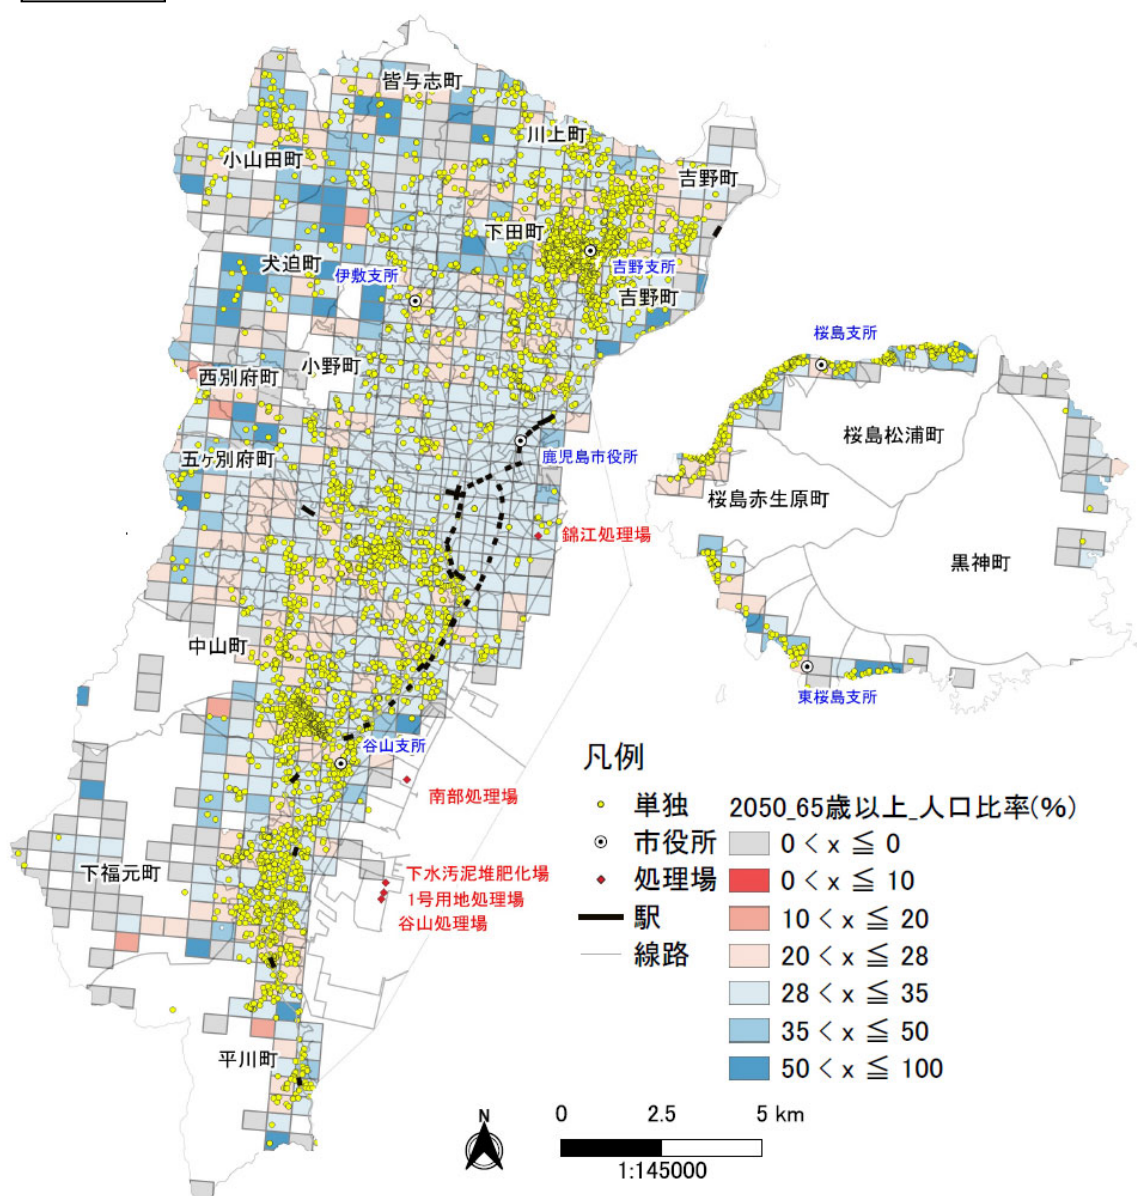 皆与志町
川上町
小山田町
吉野町
下田町
犬迫町
伊敷支所
吉野支所
吉野町
桜島支所
小野町
西別府町
桜島松浦町
鹿児島市役所
五ヶ別府町
桜島赤生原町
錦江処理場
黒神町
中山町
東桜島支所
谷山支所
南部処理場
下福元町
下水汚泥堆肥化場
1号用地処理場
谷山処理場
平川町
凡例
単独
市役所
処理場
駅
線路
2050_65歳以上_人口比率(%)
0 < x ≦ 0
0 < x ≦ 10
10 < x ≦ 20
20 < x ≦ 28
28 < x ≦ 35
35 < x ≦ 50
50 < x ≦ 100
N
0 2.5 5 km
1:145000